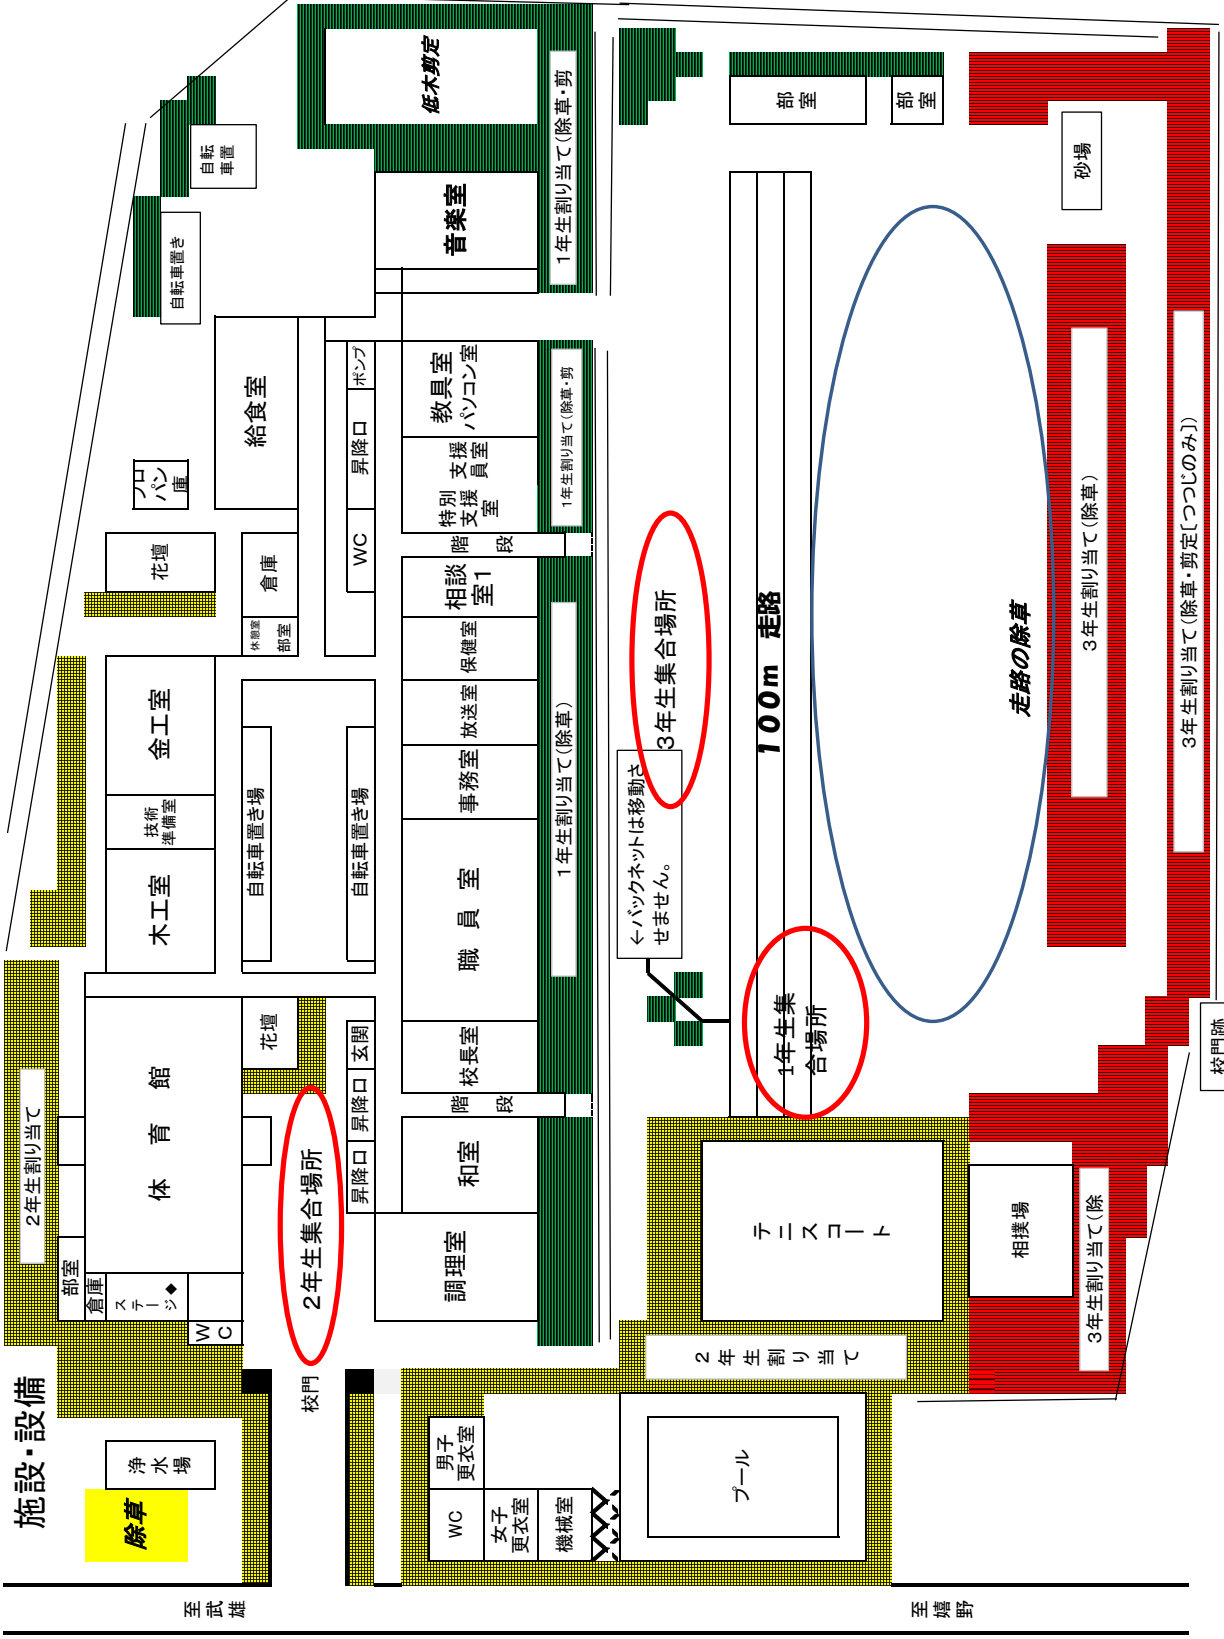 施設・設備
除草
浄水場
至武雄
至嬉野
2年生割り当て
部室
倉庫
ステージ◆
WC
体育館
花壇
2年生集合場所
校門
木工室
技術
準備室
金工室
花壇
プロ
パン
庫
倉庫
休憩室
部室
給食室
自転車置き
自転
車置
自転車置き場
自転車置き場
昇降口
昇降口
玄関
WC
昇降口
ポンプ
調理室
和室
階段
校長室
職員室
事務室
放送室
保健室
相談
室1
階段
特別
支援
室
支援
員室
教具室
パソコン室
音楽室
低木剪定
1年生割り当て(除草)
1年生割り当て(除草・剪
1年生割り当て(除草・剪
男子
更衣室
WC
女子
更衣室
機械室
プール
2年生割り当て
テニスコート
相撲場
3年生割り当て(除
←バックネットは移動さ
せません。
3年生集合場所
1年生集
合場所
100m 走路
走路の除草
3年生割り当て(除草)
3年生割り当て(除草・剪定[つつじのみ])
部室
部室
砂場
校門跡